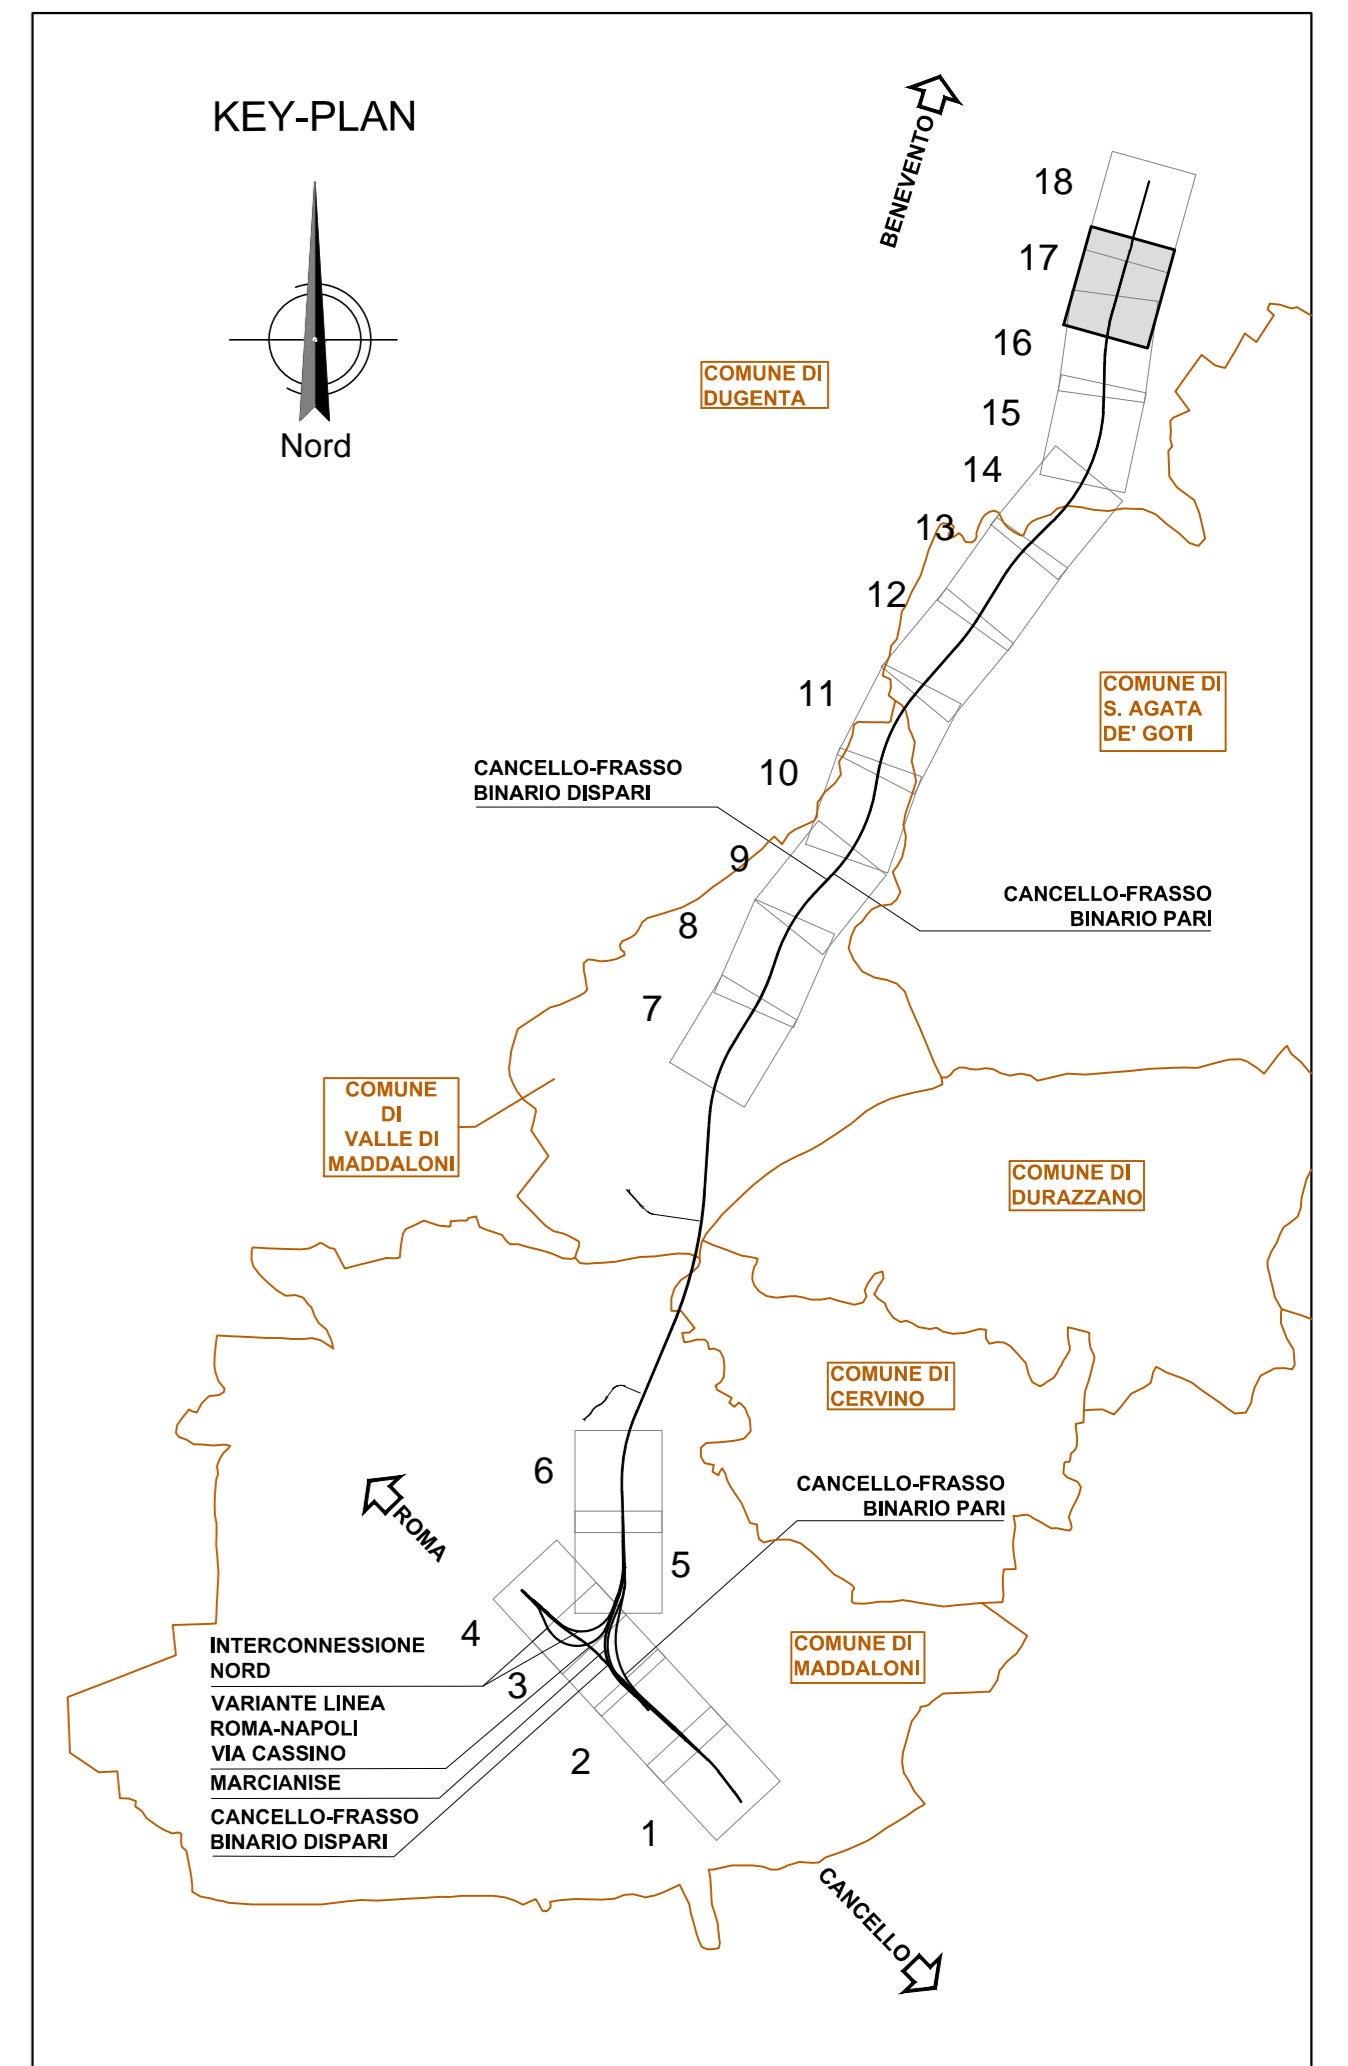 KEY-PLAN
Nord
BENEVENTO
18
17
16
15
14
13
12
11
10
9
8
7
COMUNE DI
DUGENTA
COMUNE DI
S. AGATA
DE' GOTI
CANCELLO-FRASSO
BINARIO DISPARI
CANCELLO-FRASSO
BINARIO PARI
COMUNE
DI
VALLE DI
MADDALONI
COMUNE DI
DURAZZANO
COMUNE DI
CERVINO
6
ROMA
CANCELLO-FRASSO
BINARIO PARI
5
4
3
2
1
INTERCONNESSIONE
NORD
VARIANTE LINEA
ROMA-NAPOLI
VIA CASSINO
MARCIANISE
CANCELLO-FRASSO
BINARIO DISPARI
COMUNE DI
MADDALONI
CANCELLO